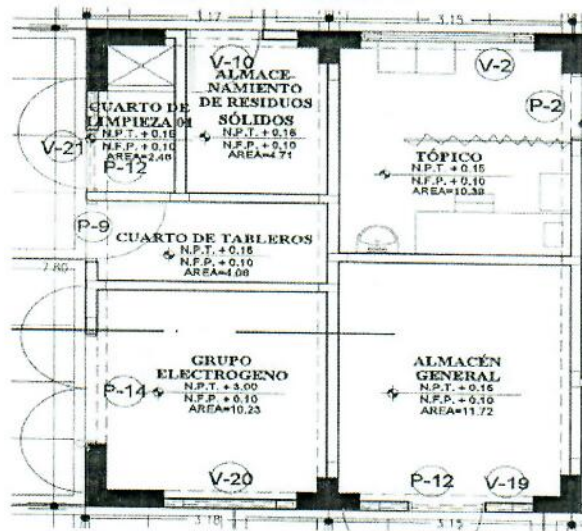 3.17
3.15
V-10
V-2
ALMACE-
NAMIENTO
DE RESIDUOS
SÓLIDOS
N.P.T. + 0.15
N.F.P. + 0.10
AREA=4.71
CUARTO DE
LIMPIEZA 01
N.P.T. + 0.15
N.F.P. + 0.10
AREA=2.46
P-2
V-21
P-12
TÓPICO
N.P.T. + 0.15
N.F.P. + 0.10
AREA=10.38
P-9
CUARTO DE TABLEROS
N.P.T. + 0.15
N.F.P. + 0.10
AREA=4.08
7.80
GRUPO
ELECTROGENO
N.P.T. + 3.00
N.F.P. + 0.10
AREA=10.23
ALMACÉN
GENERAL
N.P.T. + 0.15
N.F.P. + 0.10
AREA=11.72
P-14
V-20
P-12
V-19
3.18
3.15